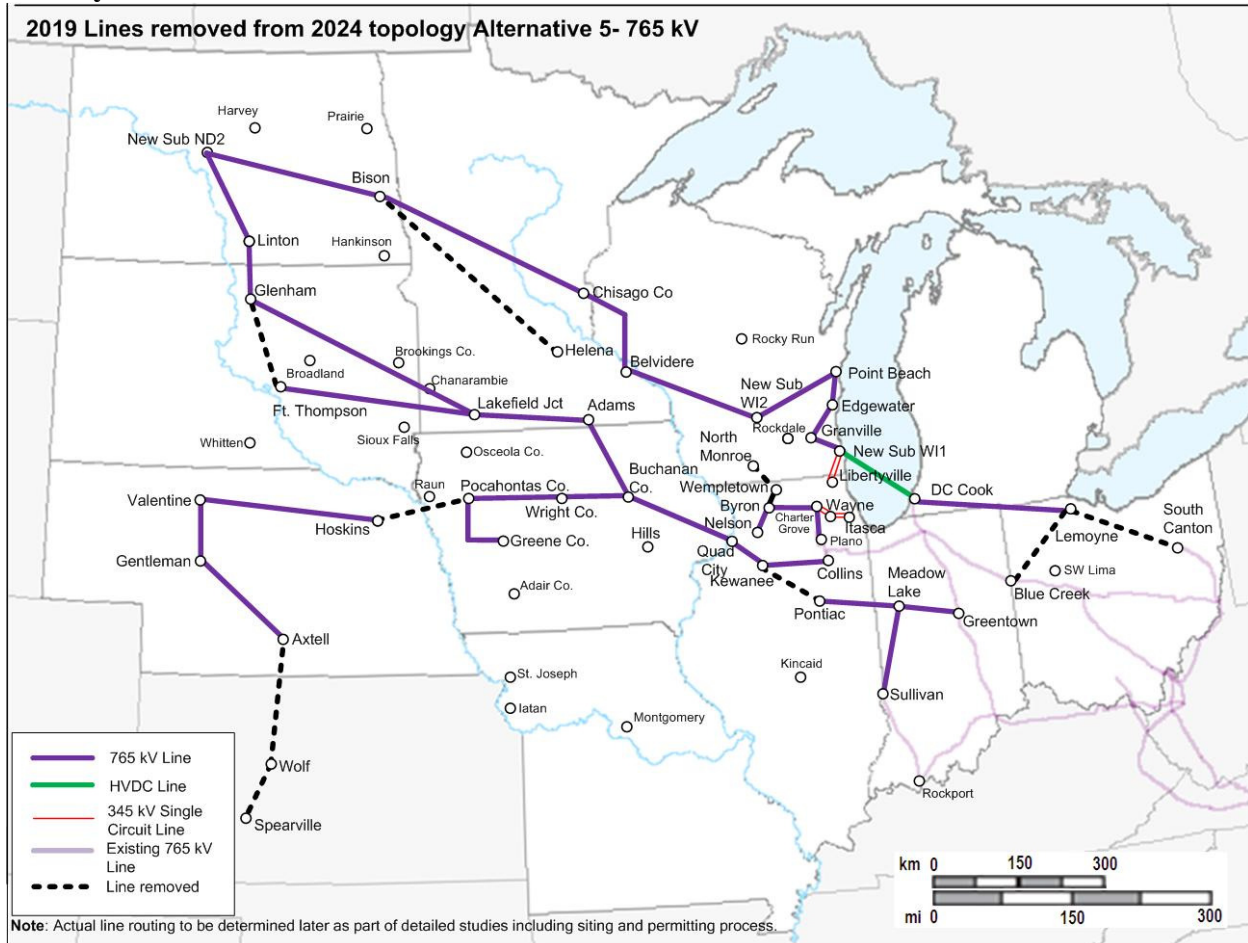 2019 Lines removed from 2024 topology Alternative 5- 765 kV
Harvey
Prairie
New Sub ND2
Bison
Linton
Hankinson
Glenham
Chisago Co
Brookings Co.
Helena
Belvidere
Rocky Run
Broadland
Chanarambie
Point Beach
New Sub
WI2
Edgewater
Ft. Thompson
Lakefield Jct
Adams
Rockdale
Granville
Whitten
Sioux Falls
Osceola Co.
North
Monroe
New Sub WI1
Libertyville
Raun
Pocahontas Co.
Buchanan
Co.
Wempletown
Valentine
Wright Co.
Byron
Wayne
DC Cook
Hoskins
Nelson
Charter
Grove
Itasca
South
Canton
Lemoyne
Greene Co.
Hills
Plano
Gentleman
Quad
City
Kewanee
Collins
Meadow
Lake
SW Lima
Blue Creek
Adair Co.
Pontiac
Greentown
Axtell
Kincaid
St. Joseph
Iatan
Sullivan
Montgomery
Wolf
Rockport
Spearville
765 kV Line
HVDC Line
345 kV Single
Circuit Line
Existing 765 kV
Line
Line removed
km 0 150 300
mi 0 150 300
Note: Actual line routing to be determined later as part of detailed studies including siting and permitting process.